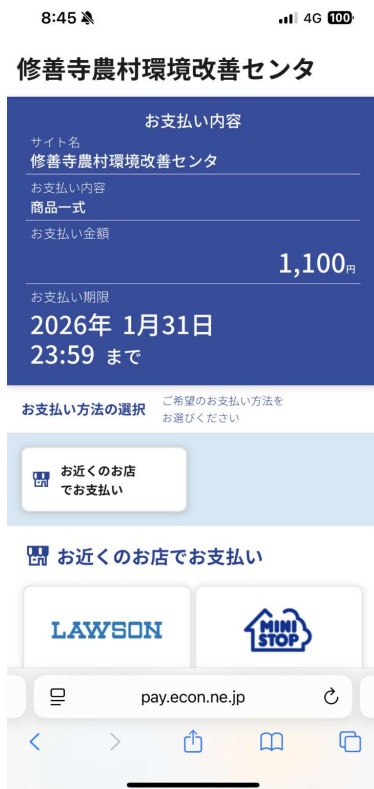 8:45
4G 100
修善寺農村環境改善センタ
お支払い内容
サイト名
修善寺農村環境改善センタ
お支払い内容
商品一式
お支払い金額
1,100円
お支払い期限
2026年 1月31日
23:59 まで
お支払い方法の選択
ご希望のお支払い方法を
お選びください
お近くのお店
でお支払い
お近くのお店でお支払い
LAWSON
MINI
STOP
pay.econ.ne.jp